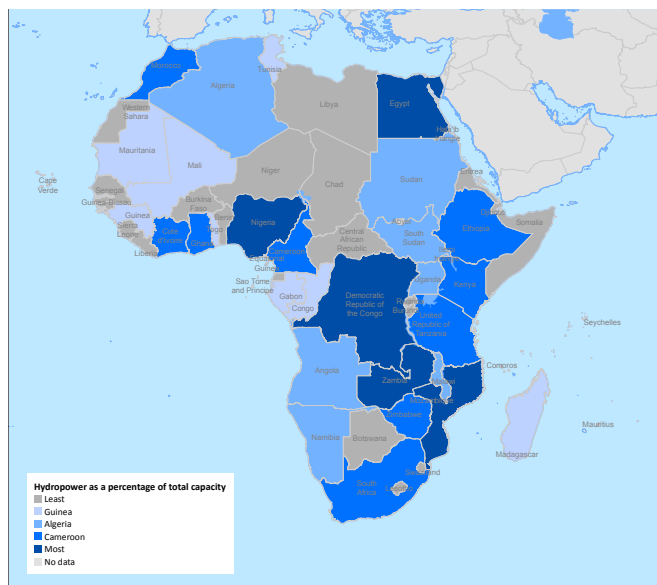 Morocco
Tunisia
Algeria
Libya
Egypt
Western
Sahara
Mauritania
Mali
Niger
Chad
Sudan
Eritrea
Cape
Verde
Senegal
Guinea-Bissau
Guinea
Sierra
Leone
Liberia
Burkina
Faso
Cote
d'Ivoire
Ghana
Togo
Benin
Nigeria
Cameroon
Central
African
Republic
South
Sudan
Abyei
Djibouti
Ethiopia
Somalia
Equatorial
Guinea
Sao Tome
and Principe
Gabon
Congo
Democratic
Republic of
the Congo
Uganda
Kenya
Burundi
United
Republic of
Tanzania
Seychelles
Compros
Angola
Zambia
Malawi
Mozambique
Zimbabwe
Namibia
Botswana
Madagascar
Mauritius
Swaziland
South
Africa
Lesotho
Hydropower as a percentage of total capacity
Least
Guinea
Algeria
Cameroon
Most
No data